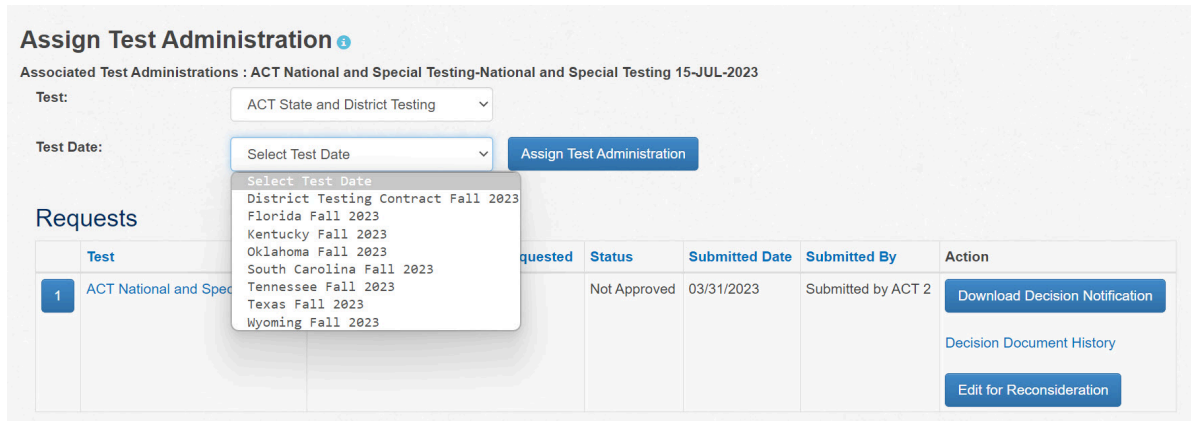 Assign Test Administration
Associated Test Administrations : ACT National and Special Testing-National and Special Testing 15-JUL-2023
Test:
ACT State and District Testing
Test Date:
Select Test Date
Assign Test Administration
Select Test Date
District Testing Contract Fall 2023
Florida Fall 2023
Kentucky Fall 2023
Oklahoma Fall 2023
South Carolina Fall 2023
Tennessee Fall 2023
Texas Fall 2023
Wyoming Fall 2023
Requests
Test quested Status Submitted Date Submitted By Action
1 ACT National and Spec Not Approved 03/31/2023 Submitted by ACT 2 Download Decision Notification
Decision Document History
Edit for Reconsideration